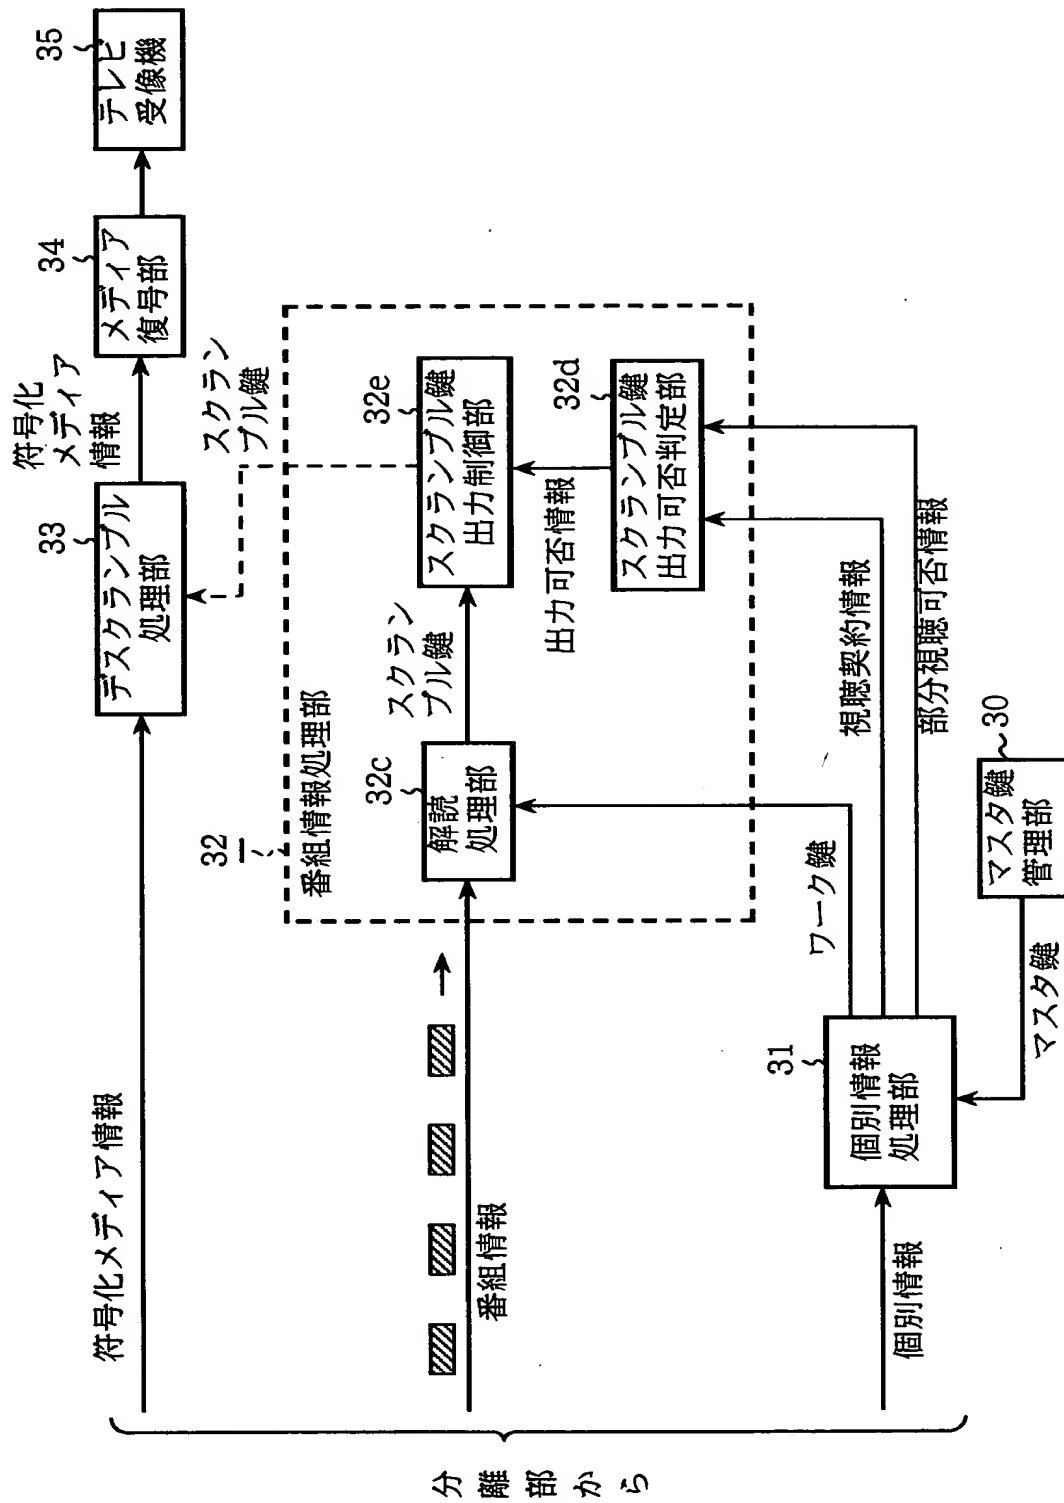 分離部から
符号化メディア情報
番組情報
個別情報
33
デスクランブル
処理部
符号化
メディア
情報
34
メディア
復号部
35
テレビ
受像機
スクラン
ブル鍵
32
番組情報処理部
32c
解読
処理部
スクラン
ブル鍵
32e
スクランブル鍵
出力制御部
出力可否情報
32d
スクランブル鍵
出力可否判定部
31
個別情報
処理部
ワーク鍵
視聴契約情報
部分視聴可否情報
マスタ鍵
30
マスタ鍵
管理部